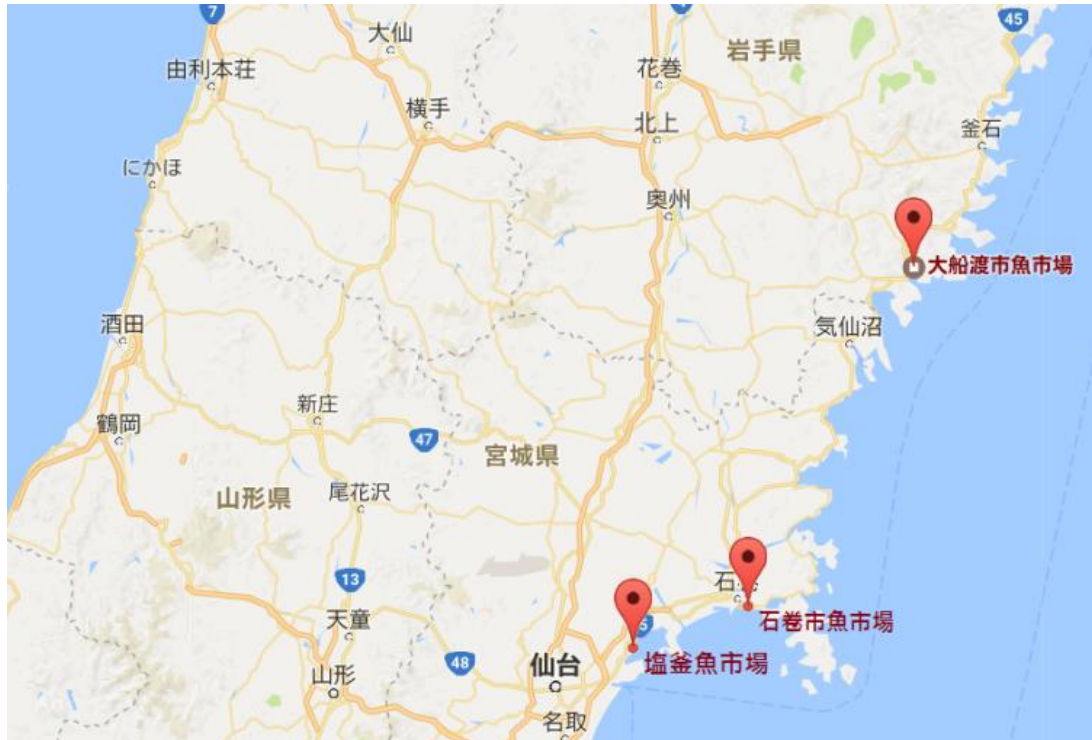 7
4
45
大仙
岩手県
由利本荘
花巻
横手
北上
釜石
にかほ
奥州
大船渡市魚市場
酒田
気仙沼
新庄
鶴岡
47
宮城県
山形県
尾花沢
13
石
石巻市魚市場
天童
48
仙台
塩釜魚市場
山形
名取